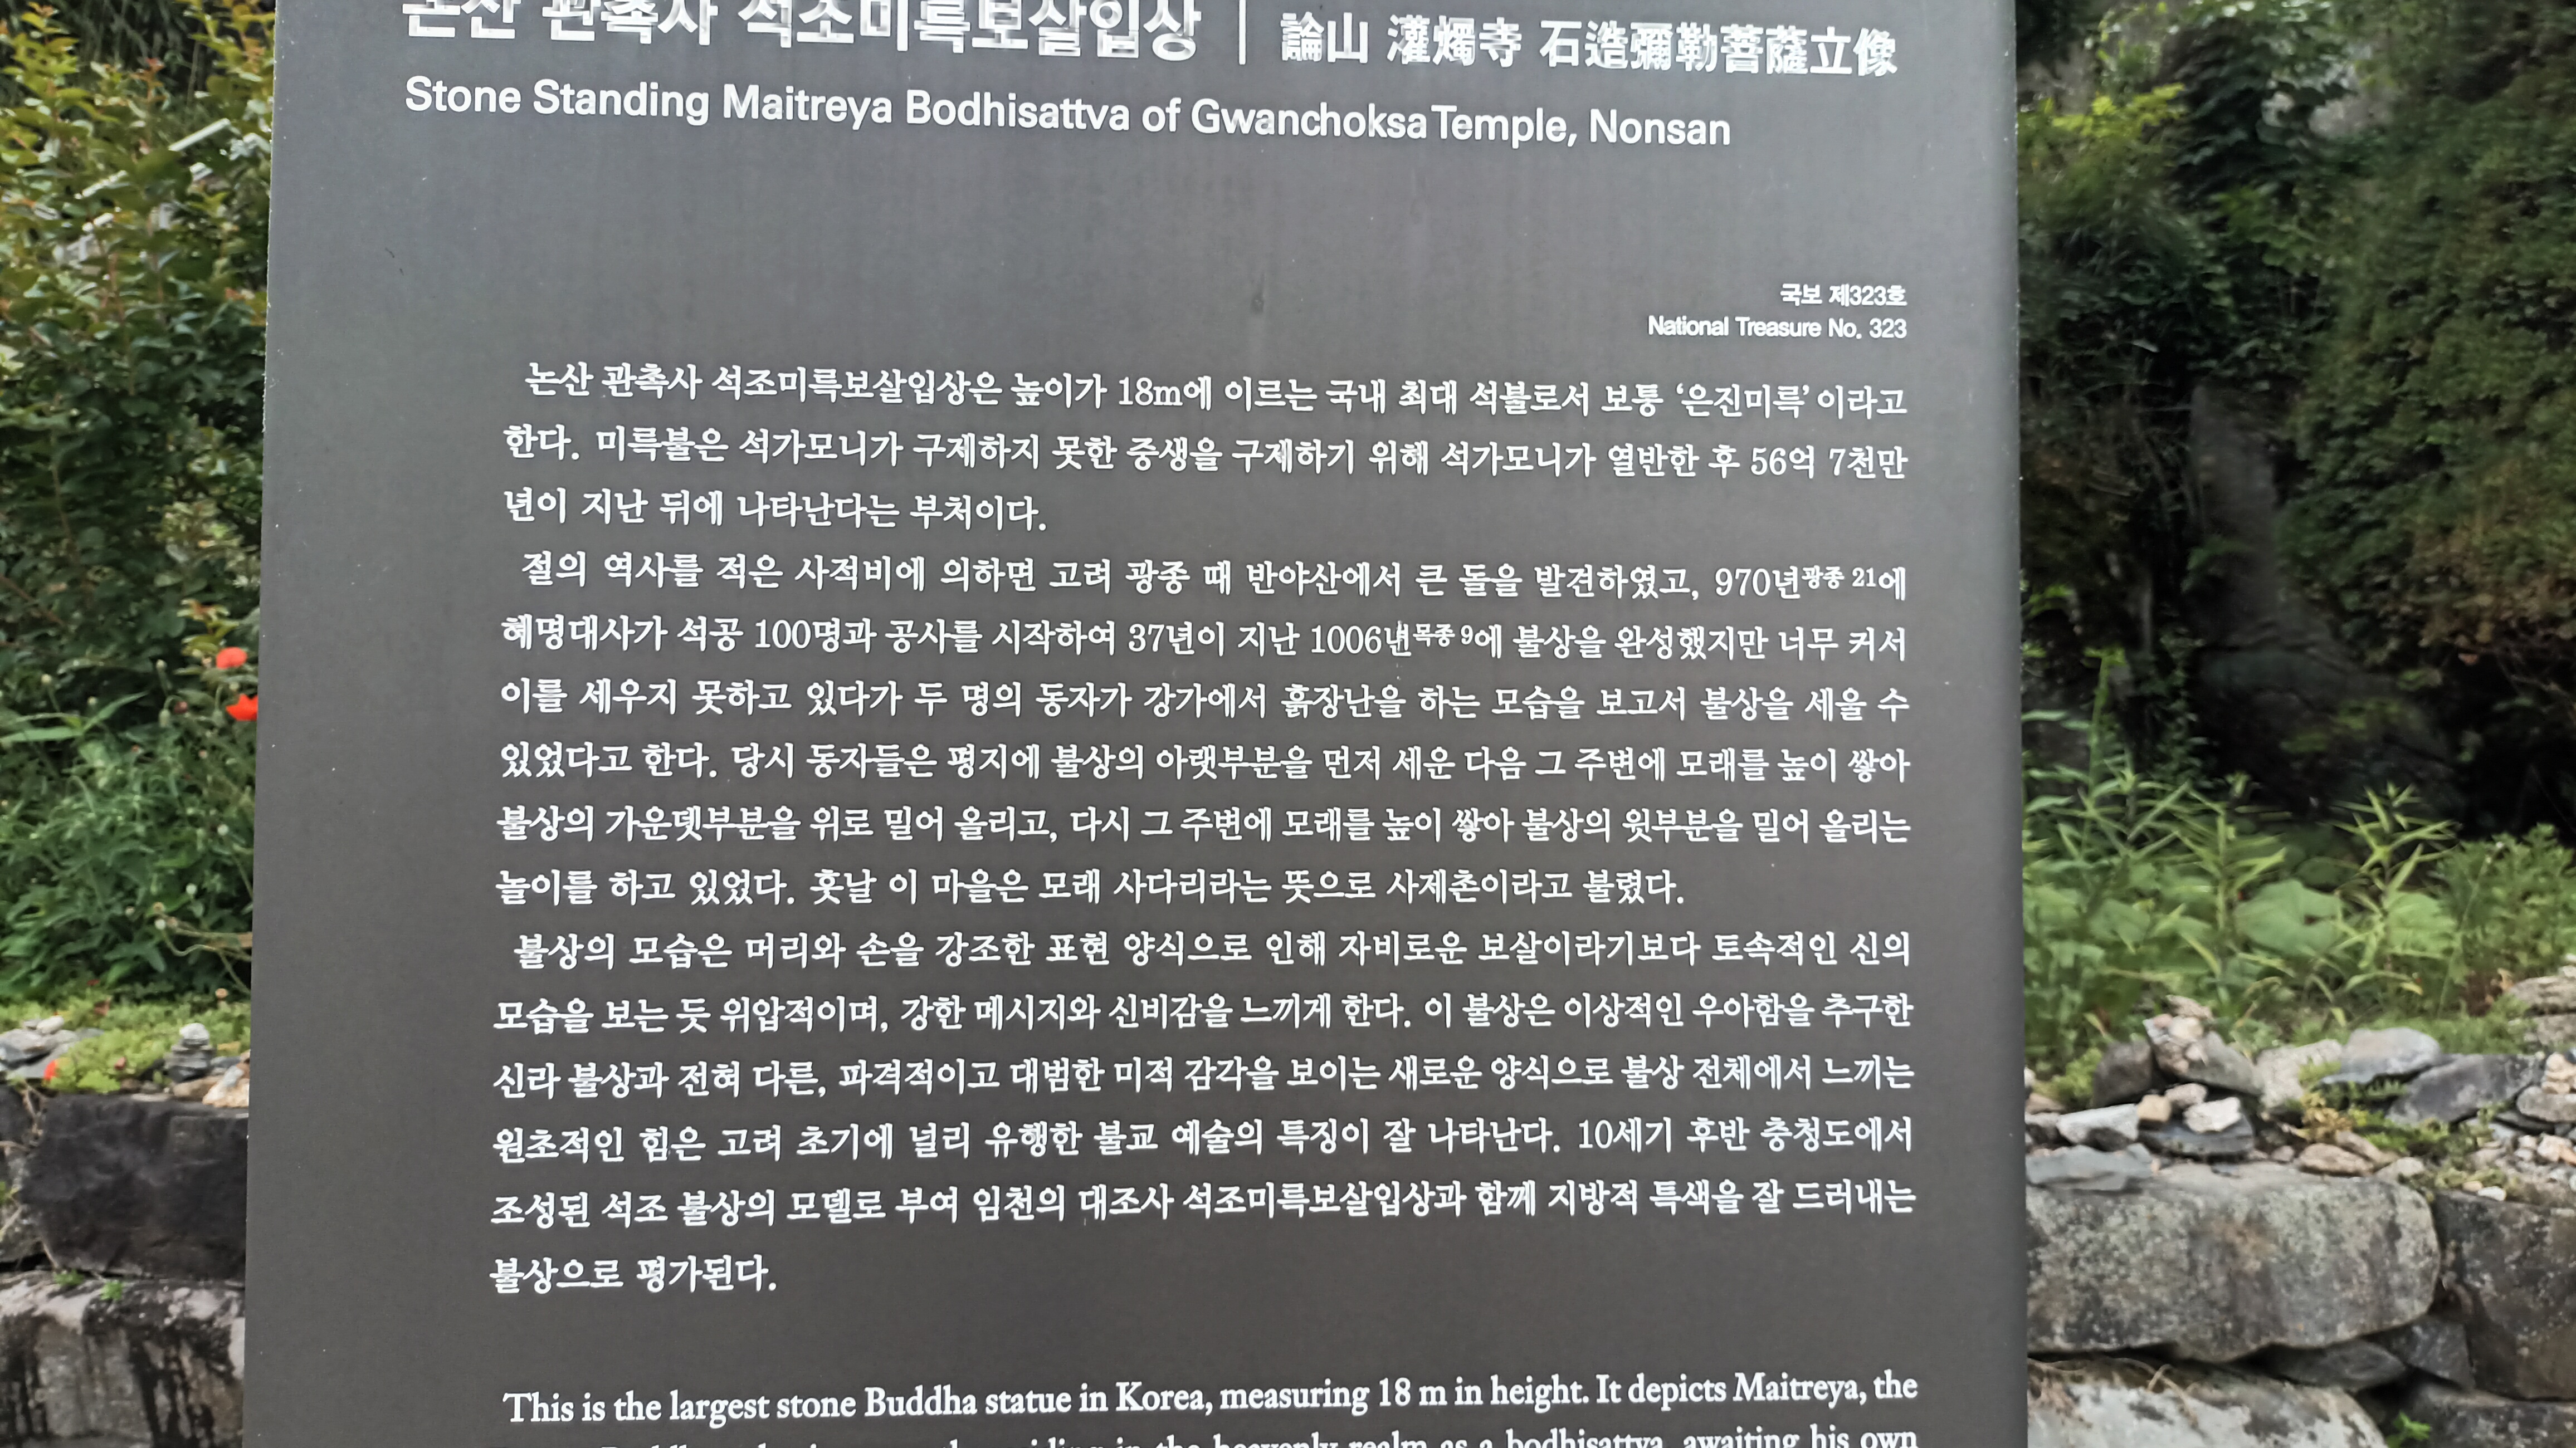 논산 관촉사 석조미륵보살입상 | 論山 灌燭寺 石造彌勒菩薩立像
Stone Standing Maitreya Bodhisattva of Gwanchoksa Temple, Nonsan
국보 제323호
National Treasure No. 323
논산 관촉사 석조미륵보살입상은 높이가 18m에 이르는 국내 최대 석불로서 보통 ‘은진미륵’이라고
한다. 미륵불은 석가모니가 구제하지 못한 중생을 구제하기 위해 석가모니가 열반한 후 56억 7천만
년이 지난 뒤에 나타난다는 부처이다.
절의 역사를 적은 사적비에 의하면 고려 광종 때 반야산에서 큰 돌을 발견하였고, 970년광종 21에
혜명대사가 석공 100명과 공사를 시작하여 37년이 지난 1006년목종 9에 불상을 완성했지만 너무 커서
이를 세우지 못하고 있다가 두 명의 동자가 강가에서 흙장난을 하는 모습을 보고서 불상을 세울 수
있었다고 한다. 당시 동자들은 평지에 불상의 아랫부분을 먼저 세운 다음 그 주변에 모래를 높이 쌓아
불상의 가운뎃부분을 위로 밀어 올리고, 다시 그 주변에 모래를 높이 쌓아 불상의 윗부분을 밀어 올리는
놀이를 하고 있었다. 훗날 이 마을은 모래 사다리라는 뜻으로 사제촌이라고 불렸다.
불상의 모습은 머리와 손을 강조한 표현 양식으로 인해 자비로운 보살이라기보다 토속적인 신의
모습을 보는 듯 위압적이며, 강한 메시지와 신비감을 느끼게 한다. 이 불상은 이상적인 우아함을 추구한
신라 불상과 전혀 다른, 파격적이고 대범한 미적 감각을 보이는 새로운 양식으로 불상 전체에서 느끼는
원초적인 힘은 고려 초기에 널리 유행한 불교 예술의 특징이 잘 나타난다. 10세기 후반 충청도에서
조성된 석조 불상의 모델로 부여 임천의 대조사 석조미륵보살입상과 함께 지방적 특색을 잘 드러내는
불상으로 평가된다.
This is the largest stone Buddha statue in Korea, measuring 18 m in height. It depicts Maitreya, the
in the heavenly realm as a bodhisattva, awaiting his own